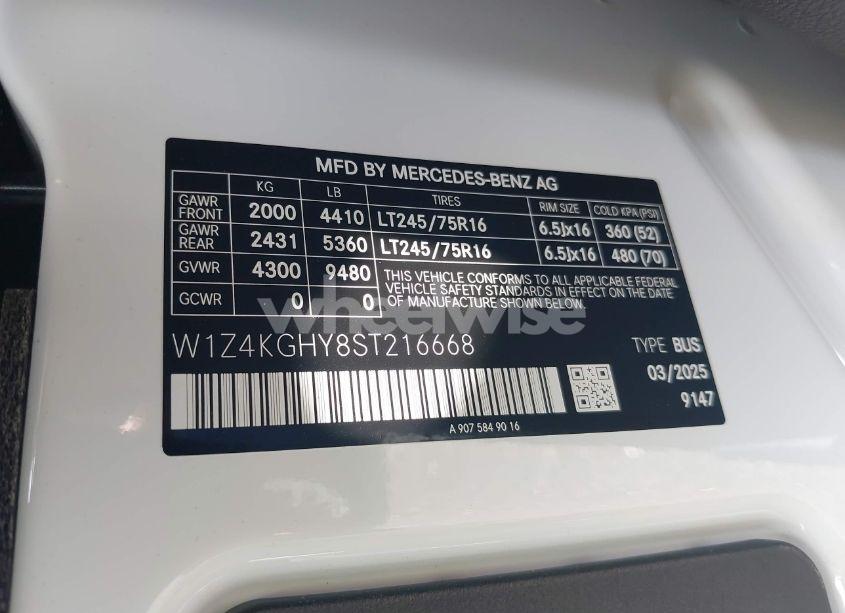 MFD BY MERCEDES-BENZ AG
KG LB TIRES RIM SIZE COLD KPA (PSI)
GAWR FRONT 2000 4410 LT245/75R16 6.5Jx16 360 (52)
GAWR REAR 2431 5360 LT245/75R16 6.5Jx16 480 (70)
GVWR 4300 9480 THIS VEHICLE CONFORMS TO ALL APPLICABLE FEDERAL
VEHICLE SAFETY STANDARDS IN EFFECT ON THE DATE
GCWR 0 0 OF MANUFACTURE SHOWN BELOW.
wheelwise
W1Z4KGHY8ST216668 TYPE BUS
03/2025
9147
A 907 584 90 16